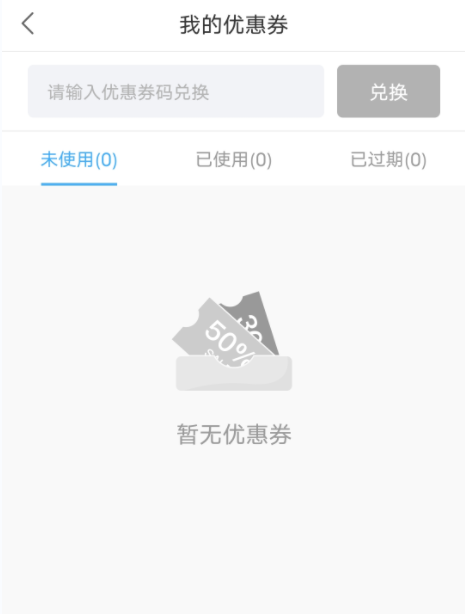 我的优惠券
请输入优惠券码兑换
兑换
未使用(0)
已使用(0)
已过期(0)
50%
暂无优惠券